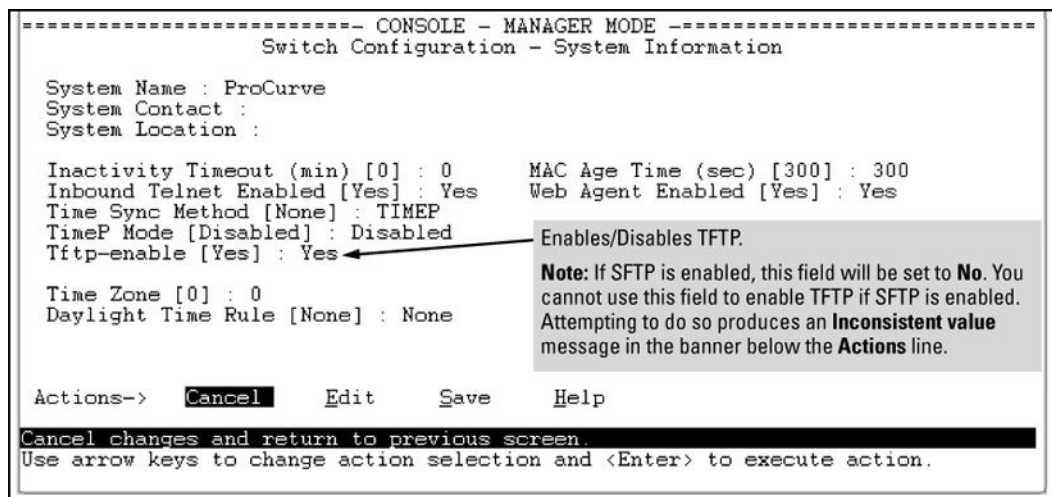 ==========================- CONSOLE - MANAGER MODE -============================
Switch Configuration - System Information
System Name : ProCurve
System Contact :
System Location :
Inactivity Timeout (min) [0] : 0 MAC Age Time (sec) [300] : 300
Inbound Telnet Enabled [Yes] : Yes Web Agent Enabled [Yes] : Yes
Time Sync Method [None] : TIMEP
TimeP Mode [Disabled] : Disabled
Tftp-enable [Yes] : Yes
Enables/Disables TFTP.
Note: If SFTP is enabled, this field will be set to No. You
cannot use this field to enable TFTP if SFTP is enabled.
Attempting to do so produces an Inconsistent value
message in the banner below the Actions line.
Time Zone [0] : 0
Daylight Time Rule [None] : None
Actions-> Cancel Edit Save Help
Cancel changes and return to previous screen.
Use arrow keys to change action selection and <Enter> to execute action.